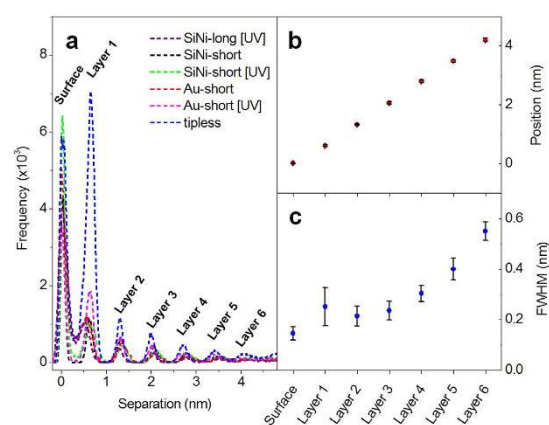 a
SiNi-long [UV]
SiNi-short
SiNi-short [UV]
Au-short
Au-short [UV]
tipless
Surface
Layer 1
Layer 2
Layer 3
Layer 4
Layer 5
Layer 6
8
6
4
2
0
Frequency (x10³)
0 1 2 3 4
Separation (nm)
b
4
2
0
Position (nm)
c
0.6
0.4
0.2
0.0
FWHM (nm)
Surface
Layer 1
Layer 2
Layer 3
Layer 4
Layer 5
Layer 6